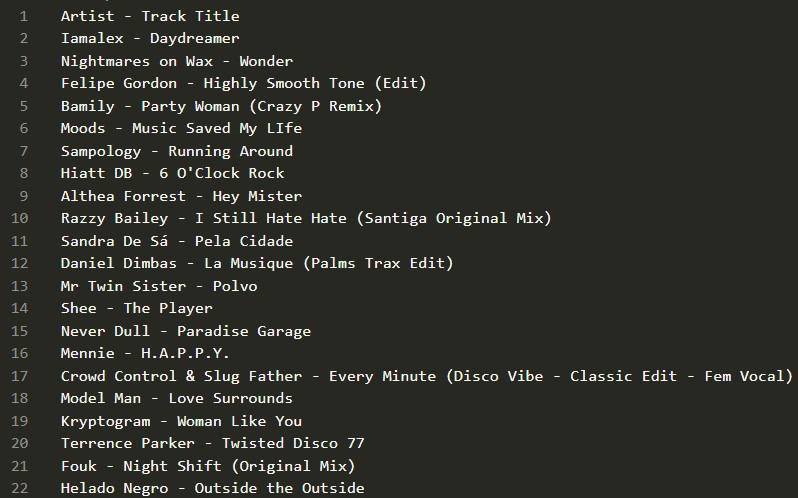 1 Artist - Track Title
2 Iamalex - Daydreamer
3 Nightmares on Wax - Wonder
4 Felipe Gordon - Highly Smooth Tone (Edit)
5 Bamily - Party Woman (Crazy P Remix)
6 Moods - Music Saved My LIfe
7 Sampology - Running Around
8 Hiatt DB - 6 O'Clock Rock
9 Althea Forrest - Hey Mister
10 Razzy Bailey - I Still Hate Hate (Santiga Original Mix)
11 Sandra De Sá - Pela Cidade
12 Daniel Dimbas - La Musique (Palms Trax Edit)
13 Mr Twin Sister - Polvo
14 Shee - The Player
15 Never Dull - Paradise Garage
16 Mennie - H.A.P.P.Y.
17 Crowd Control & Slug Father - Every Minute (Disco Vibe - Classic Edit - Fem Vocal)
18 Model Man - Love Surrounds
19 Kryptogram - Woman Like You
20 Terrence Parker - Twisted Disco 77
21 Fouk - Night Shift (Original Mix)
22 Helado Negro - Outside the Outside